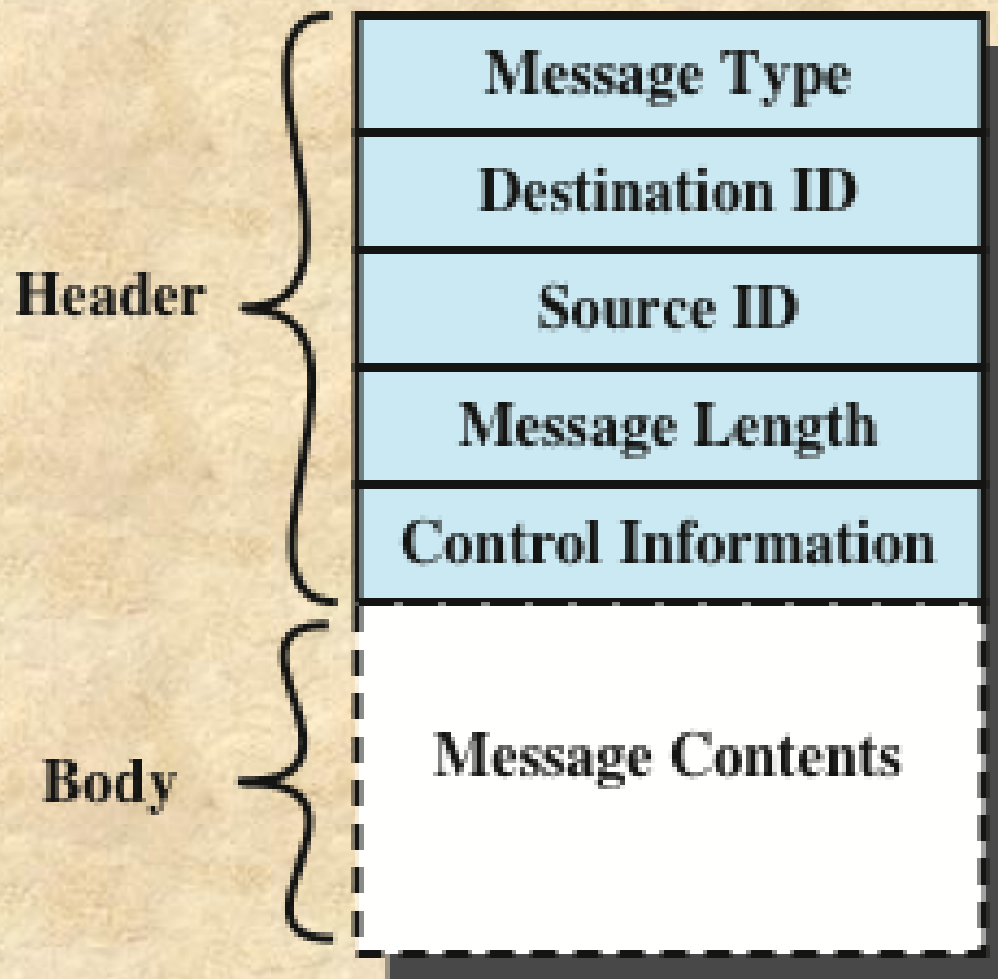 Message Type
Destination ID
Source ID
Header
Message Length
Control Information
Message Contents
Body